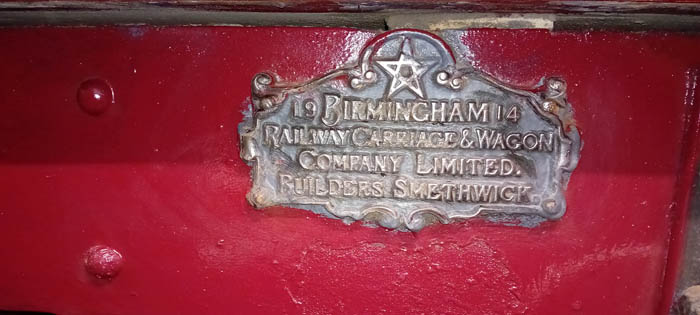 19 BIRMINGHAM 14
RAILWAY CARRIAGE & WAGON
COMPANY LIMITED.
BUILDERS SMETHWICK.